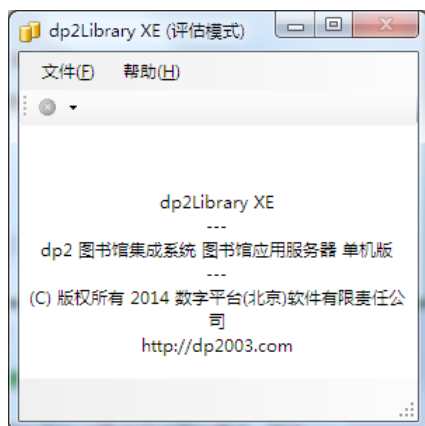 dp2Library XE (评估模式)
文件(F) 帮助(H)
dp2Library XE
---
dp2 图书馆集成系统 图书馆应用服务器 单机版
---
(C) 版权所有 2014 数字平台(北京)软件有限责任公
司
http://dp2003.com